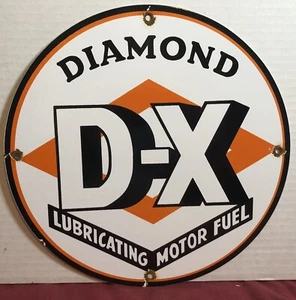 DIAMOND
D-X
LUBRICATING MOTOR FUEL